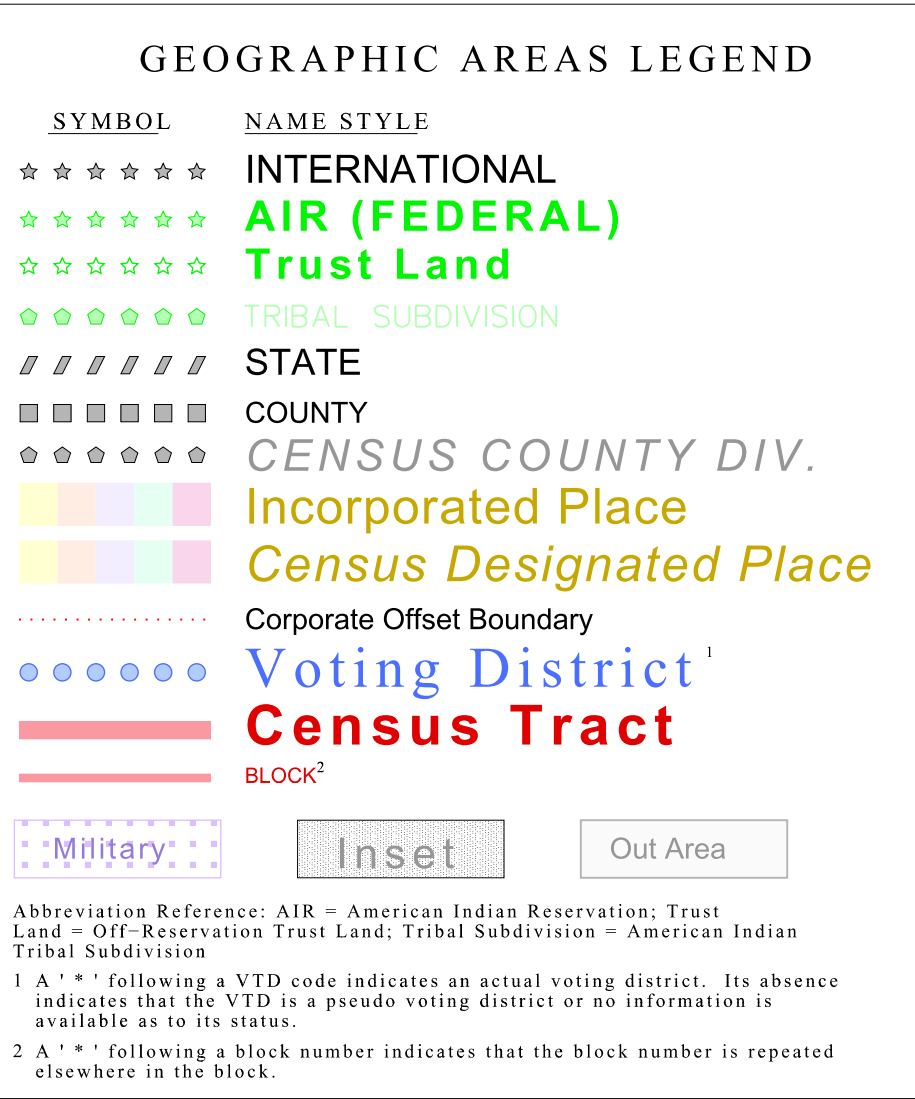 GEOGRAPHIC AREAS LEGEND
SYMBOL NAME STYLE
INTERNATIONAL
AIR (FEDERAL)
Trust Land
TRIBAL SUBDIVISION
STATE
COUNTY
CENSUS COUNTY DIV.
Incorporated Place
Census Designated Place
Corporate Offset Boundary
Voting District 1
Census Tract
BLOCK2
Military Inset Out Area
Abbreviation Reference: AIR = American Indian Reservation; Trust
Land = Off−Reservation Trust Land; Tribal Subdivision = American Indian
Tribal Subdivision
1 A ' * ' following a VTD code indicates an actual voting district. Its absence
indicates that the VTD is a pseudo voting district or no information is
available as to its status.
2 A ' * ' following a block number indicates that the block number is repeated
elsewhere in the block.